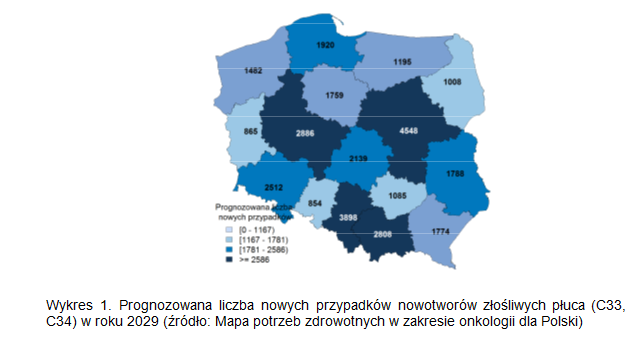 1920
1195
1462
1008
1759
865
2886
4548
2139
2512
1788
854
1085
3898
2808
1774
Prognozowana liczba
nowych przypadków
[0 - 1167)
[1167 - 1781)
[1781 - 2586)
>= 2586
Wykres 1. Prognozowana liczba nowych przypadków nowotworów złośliwych płuca (C33,
C34) w roku 2029 (źródło: Mapa potrzeb zdrowotnych w zakresie onkologii dla Polski)